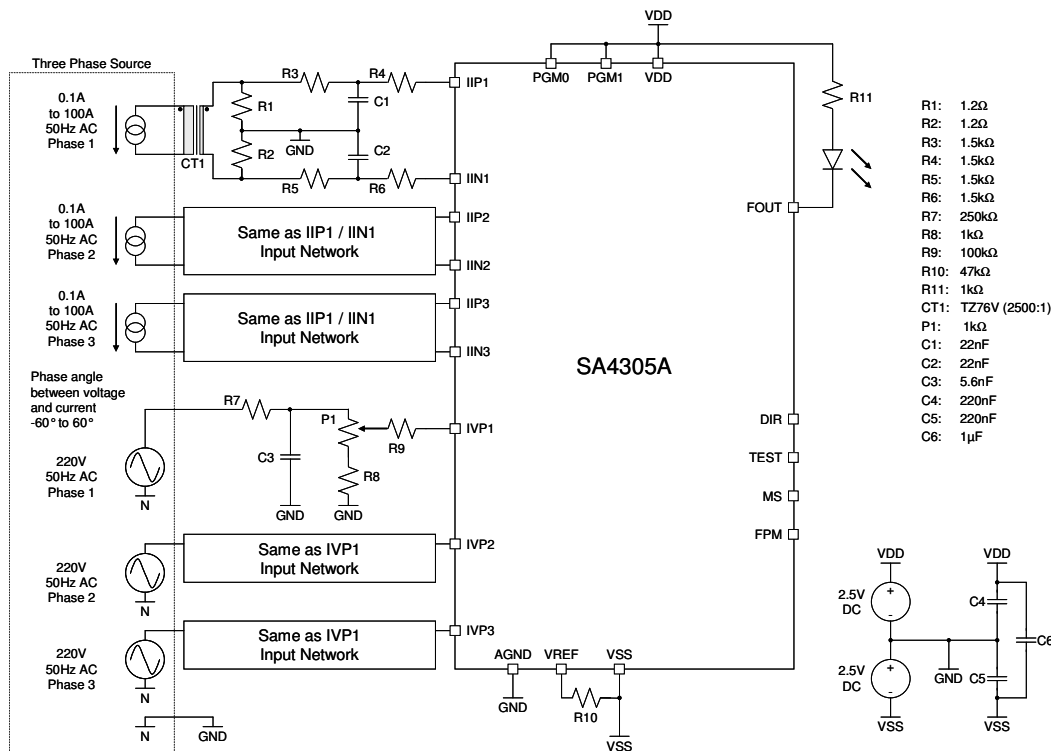 VDD
Three Phase Source
PGM0
PGM1
VDD
0.1A
to 100A
50Hz AC
Phase 1
CT1
R1
R2
R3
R4
C1
GND
C2
R5
R6
IIP1
IIN1
R11
FOUT
0.1A
to 100A
50Hz AC
Phase 2
Same as IIP1 / IIN1
Input Network
IIP2
IIN2
0.1A
to 100A
50Hz AC
Phase 3
Same as IIP1 / IIN1
Input Network
IIP3
IIN3
SA4305A
Phase angle
between voltage
and current
-60° to 60°
220V
50Hz AC
Phase 1
N
R7
C3
GND
P1
R8
GND
R9
IVP1
DIR
TEST
MS
FPM
220V
50Hz AC
Phase 2
N
Same as IVP1
Input Network
IVP2
220V
50Hz AC
Phase 3
N
Same as IVP1
Input Network
IVP3
N
GND
AGND
GND
VREF
R10
VSS
VSS
R1: 1.2Ω
R2: 1.2Ω
R3: 1.5kΩ
R4: 1.5kΩ
R5: 1.5kΩ
R6: 1.5kΩ
R7: 250kΩ
R8: 1kΩ
R9: 100kΩ
R10: 47kΩ
R11: 1kΩ
CT1: TZ76V (2500:1)
P1: 1kΩ
C1: 22nF
C2: 22nF
C3: 5.6nF
C4: 220nF
C5: 220nF
C6: 1µF
VDD
VDD
2.5V
DC
+
-
C4
C6
GND
2.5V
DC
+
-
C5
VSS
VSS